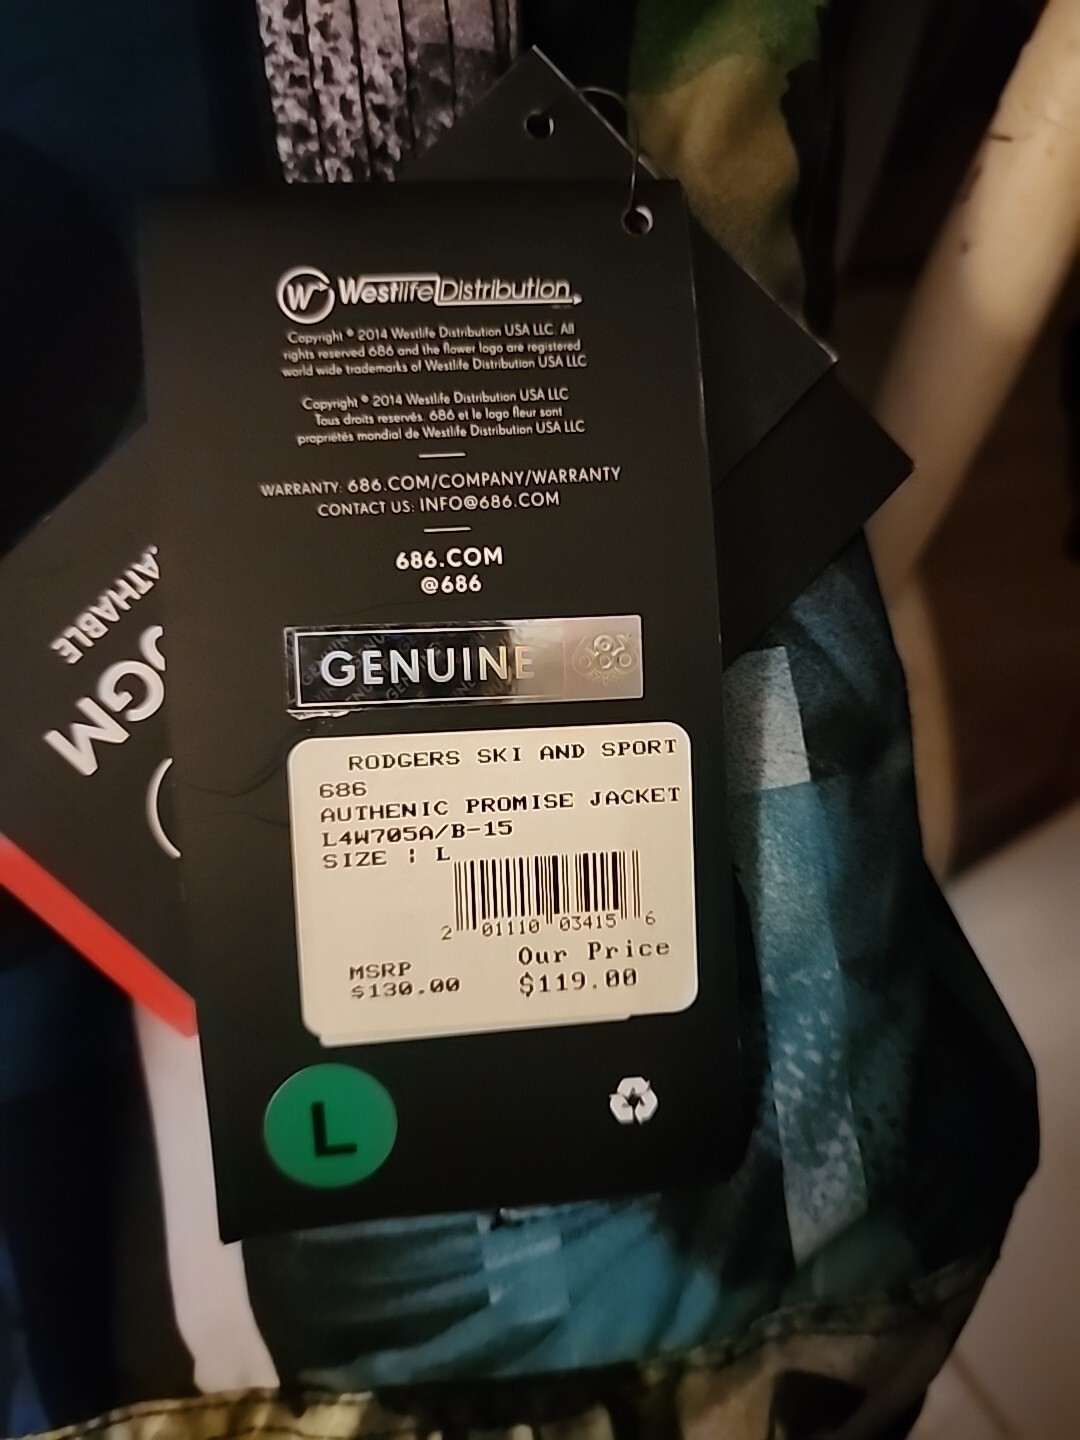 Westlife Distribution
Copyright © 2014 Westlife Distribution USA LLC. All
rights reserved 686 and the flower logo are registered
world wide trademarks of Westlife Distribution USA LLC
Copyright © 2014 Westlife Distribution USA LLC
Tous droits reservés. 686 et le logo fleur sont
propriétés mondial de Westlife Distribution USA LLC
WARRANTY: 686.COM/COMPANY/WARRANTY
CONTACT US: INFO@686.COM
686.COM
@686
GENUINE 686
RODGERS SKI AND SPORT
686
AUTHENIC PROMISE JACKET
L4W705A/B-15
SIZE : L
2 01110 03415 6
MSRP
$130.00
Our Price
$119.00
L
ATHABLE
GM